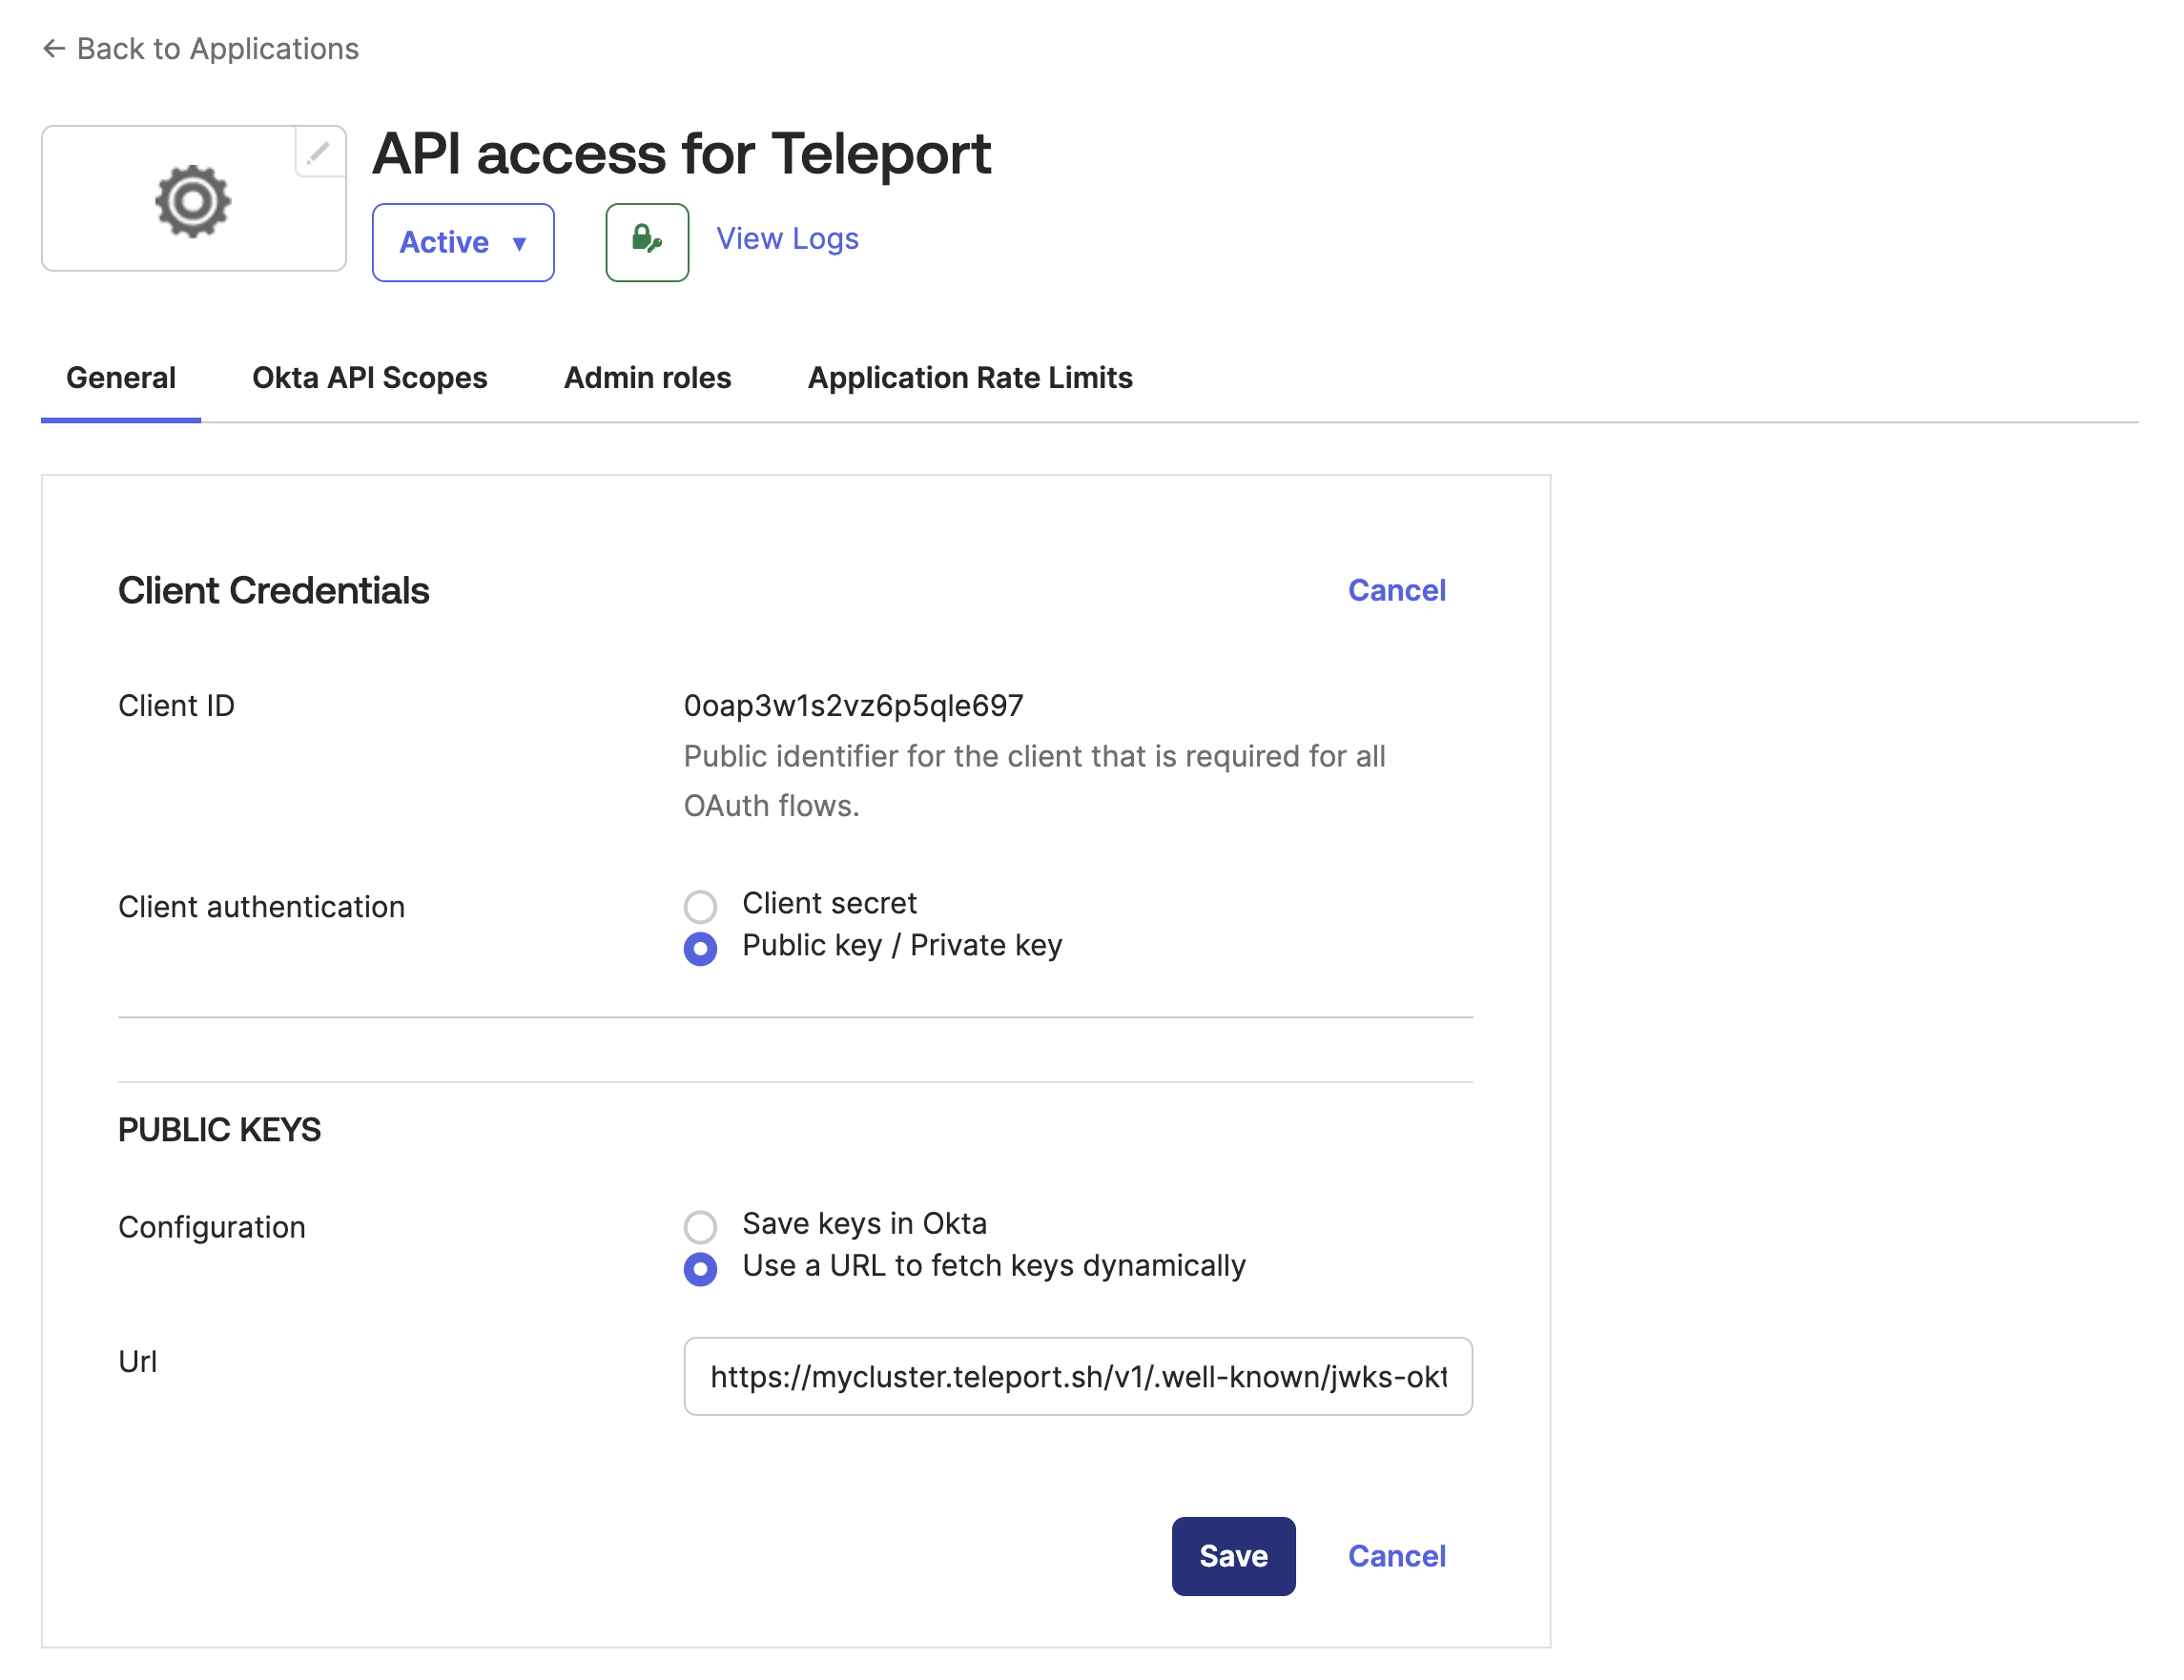 ← Back to Applications
API access for Teleport
Active ▼
View Logs
General Okta API Scopes Admin roles Application Rate Limits
Client Credentials Cancel
Client ID 0oap3w1s2vz6p5qle697
Public identifier for the client that is required for all
OAuth flows.
Client authentication Client secret
Public key / Private key
PUBLIC KEYS
Configuration Save keys in Okta
Use a URL to fetch keys dynamically
Url https://mycluster.teleport.sh/v1/.well-known/jwks-okt
Save Cancel